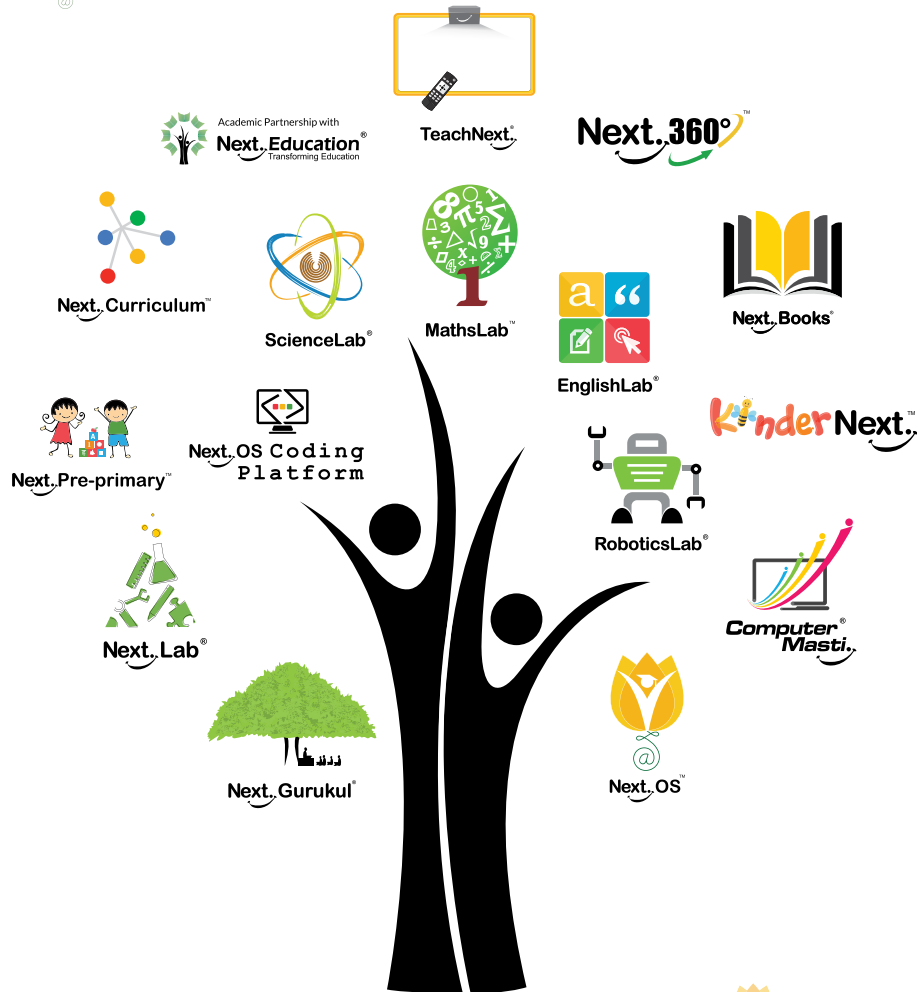 @
Academic Partnership with
Next Education®
Transforming Education
TeachNext®
Next 360°™
Next Curriculum™
ScienceLab®
MathsLab™
a “
EnglishLab®
Next Books®
Next Pre-primary™
Next OS Coding
Platform
KinderNext™
RoboticsLab®
Next Lab®
Computer®
Masti
Next Gurukul®
@
Next OS™